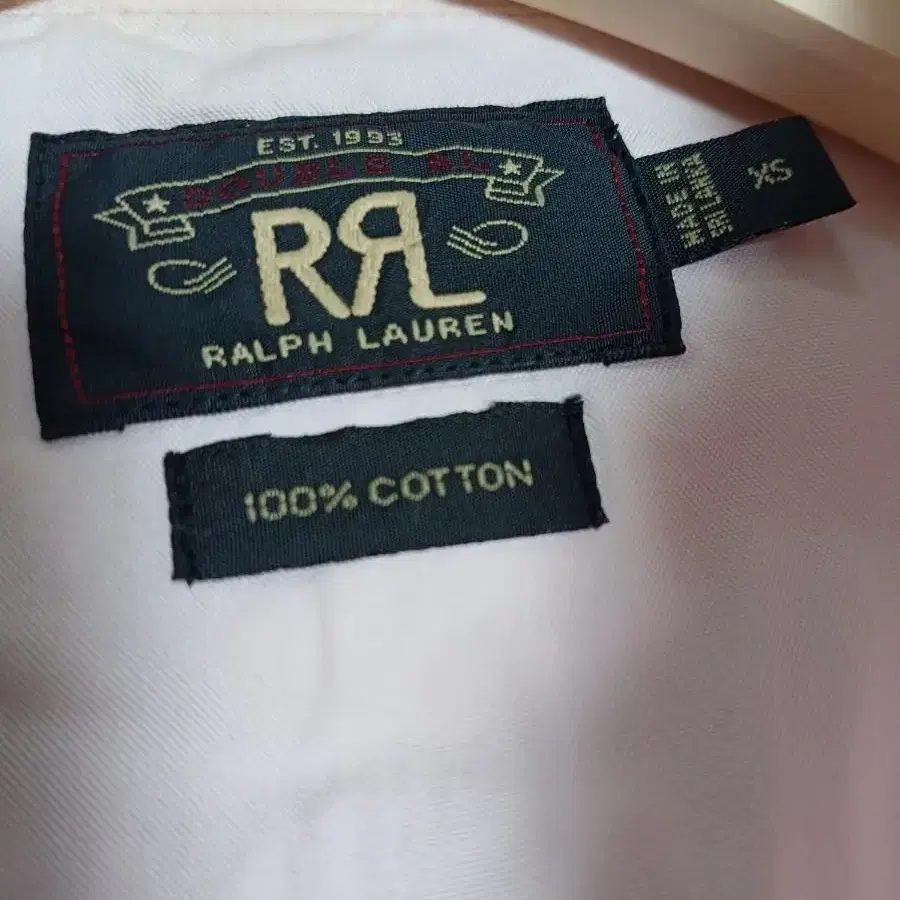 EST. 1993
DOUBLE RL
RRL
RALPH LAUREN
MADE IN
SRI LANKA
XS
100% COTTON